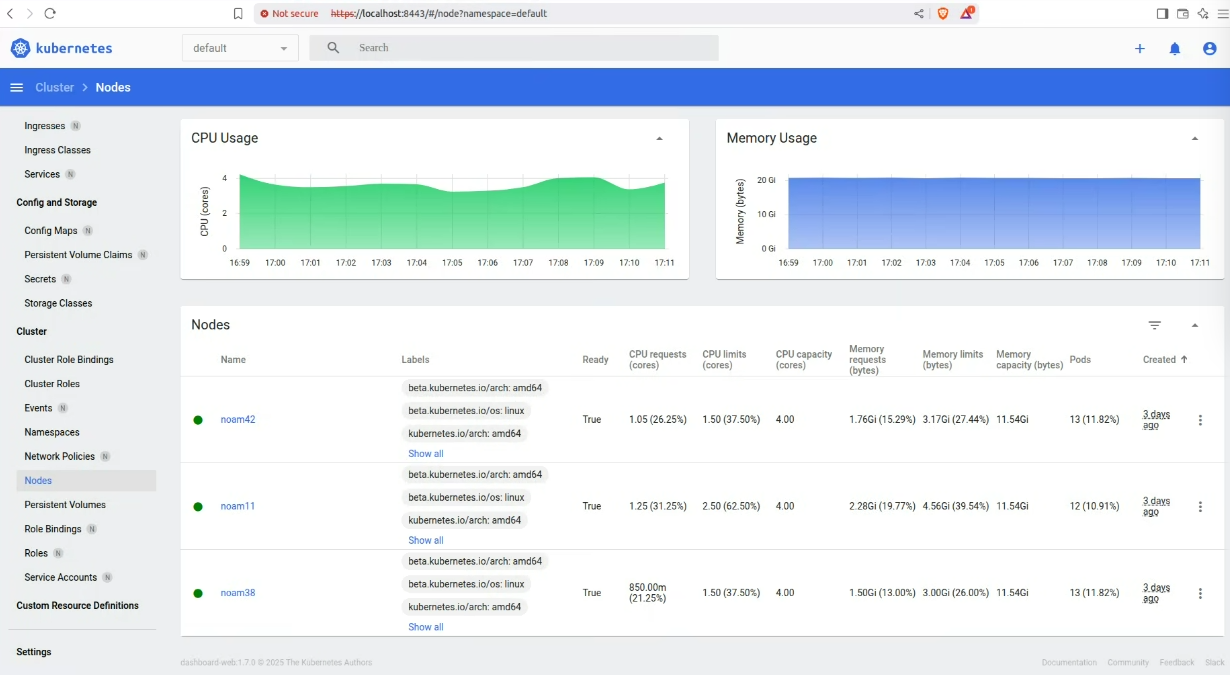 Not secure https://localhost:8443/#/node?namespace=default
1
kubernetes
default
Search
Cluster > Nodes
Ingresses N
Ingress Classes
Services N
Config and Storage
Config Maps N
Persistent Volume Claims N
Secrets N
Storage Classes
Cluster
Cluster Role Bindings
Cluster Roles
Events N
Namespaces
Network Policies N
Nodes
Persistent Volumes
Role Bindings N
Roles N
Service Accounts N
Custom Resource Definitions
Settings
CPU Usage
CPU (cores)
4
2
0
16:59 17:00 17:01 17:02 17:03 17:04 17:05 17:06 17:07 17:08 17:09 17:10 17:11
Memory Usage
Memory (bytes)
20 Gi
10 Gi
0 Gi
16:59 17:00 17:01 17:02 17:03 17:04 17:05 17:06 17:07 17:08 17:09 17:10 17:11
Nodes
Name Labels Ready CPU requests (cores) CPU limits (cores) CPU capacity (cores) Memory requests (bytes) Memory limits (bytes) Memory capacity (bytes) Pods Created
beta.kubernetes.io/arch: amd64
beta.kubernetes.io/os: linux
noam42 True 1.05 (26.25%) 1.50 (37.50%) 4.00 1.76Gi (15.29%) 3.17Gi (27.44%) 11.54Gi 13 (11.82%) 3 days ago
kubernetes.io/arch: amd64
Show all
beta.kubernetes.io/arch: amd64
beta.kubernetes.io/os: linux
noam11 True 1.25 (31.25%) 2.50 (62.50%) 4.00 2.28Gi (19.77%) 4.56Gi (39.54%) 11.54Gi 12 (10.91%) 3 days ago
kubernetes.io/arch: amd64
Show all
beta.kubernetes.io/arch: amd64
beta.kubernetes.io/os: linux
noam38 True 850.00m (21.25%) 1.50 (37.50%) 4.00 1.50Gi (13.00%) 3.00Gi (26.00%) 11.54Gi 13 (11.82%) 3 days ago
kubernetes.io/arch: amd64
Show all
dashboard-web:1.7.0 © 2025 The Kubernetes Authors
Documentation Community Feedback Slack